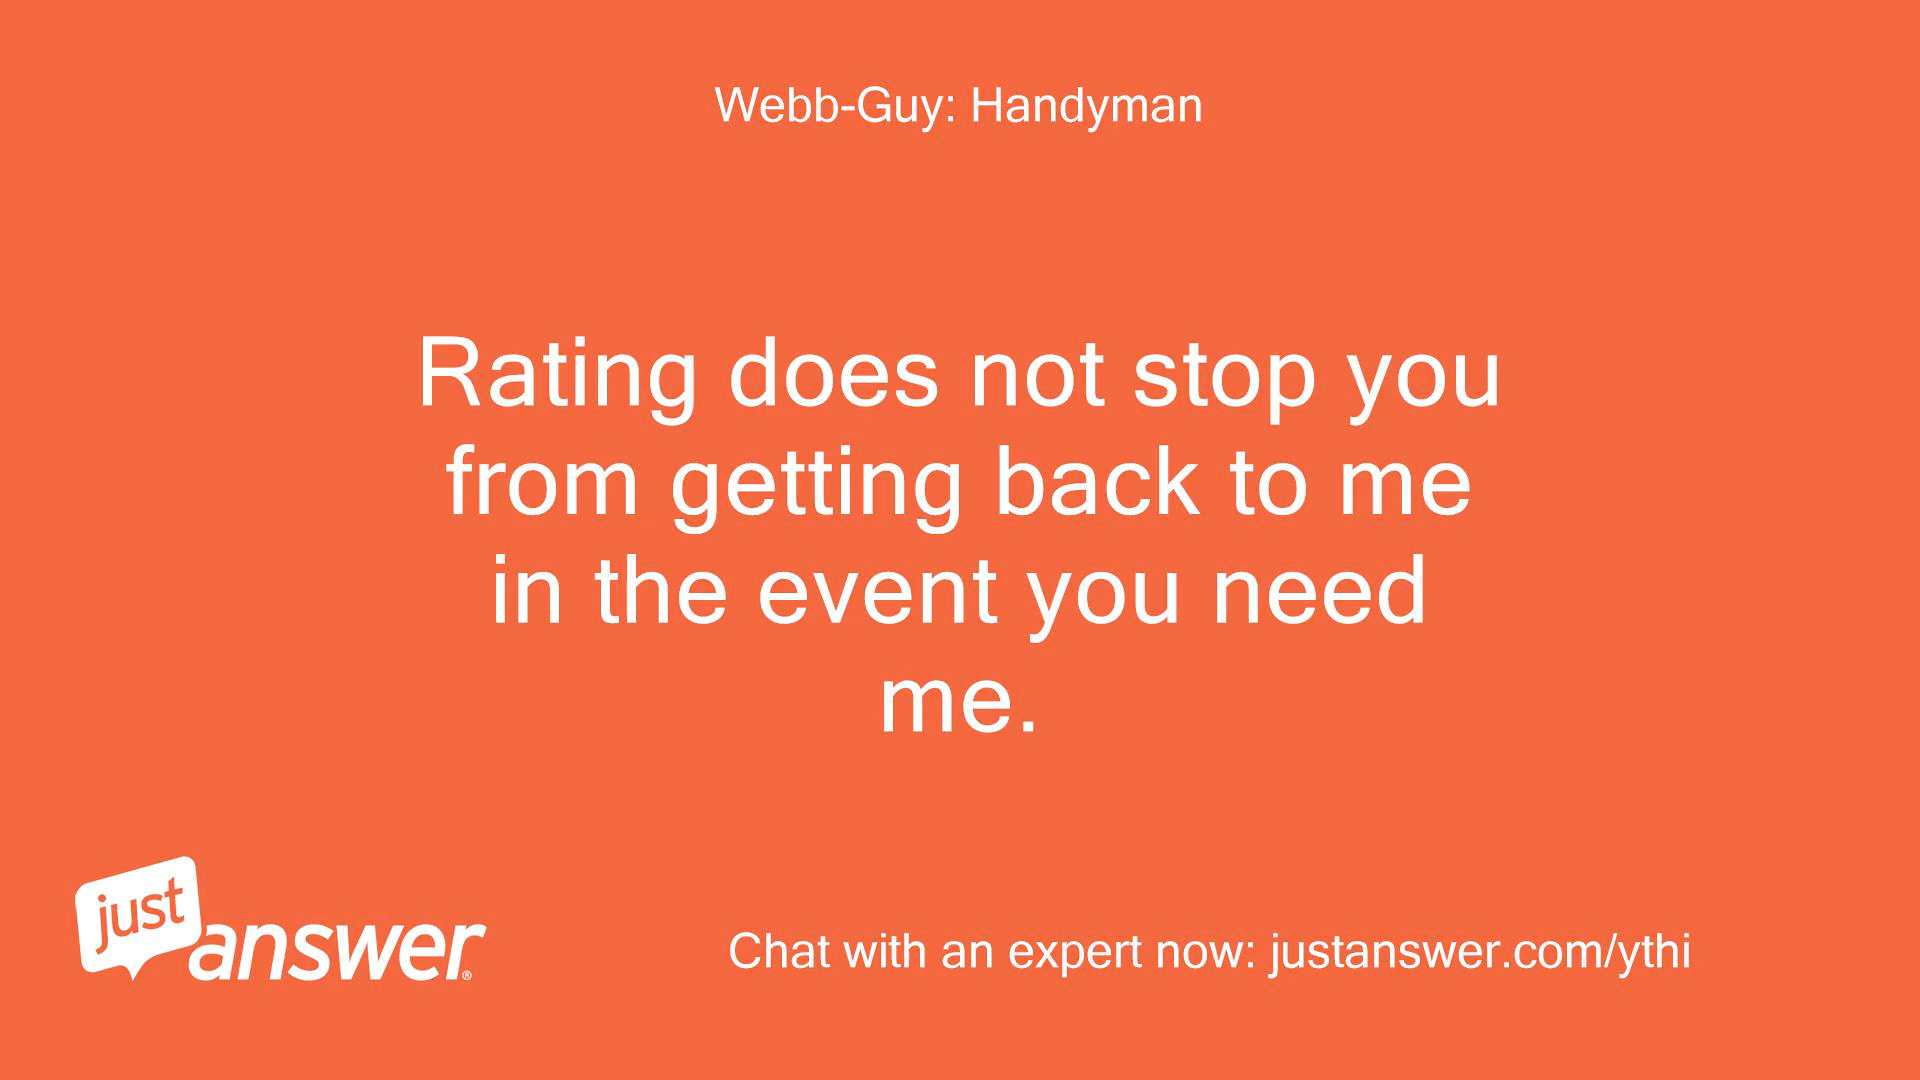 Webb-Guy: Handyman
Rating does not stop you
from getting back to me
in the event you need
me.
just
answer®
Chat with an expert now: justanswer.com/ythi